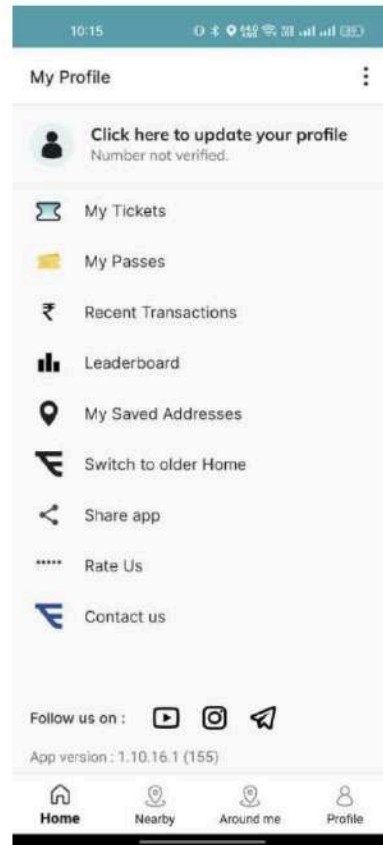 10:15
My Profile
Click here to update your profile
Number not verified.
My Tickets
My Passes
₹ Recent Transactions
Leaderboard
My Saved Addresses
Switch to older Home
Share app
Rate Us
Contact us
Follow us on :
App version : 1.10.16.1 (155)
Home Nearby Around me Profile